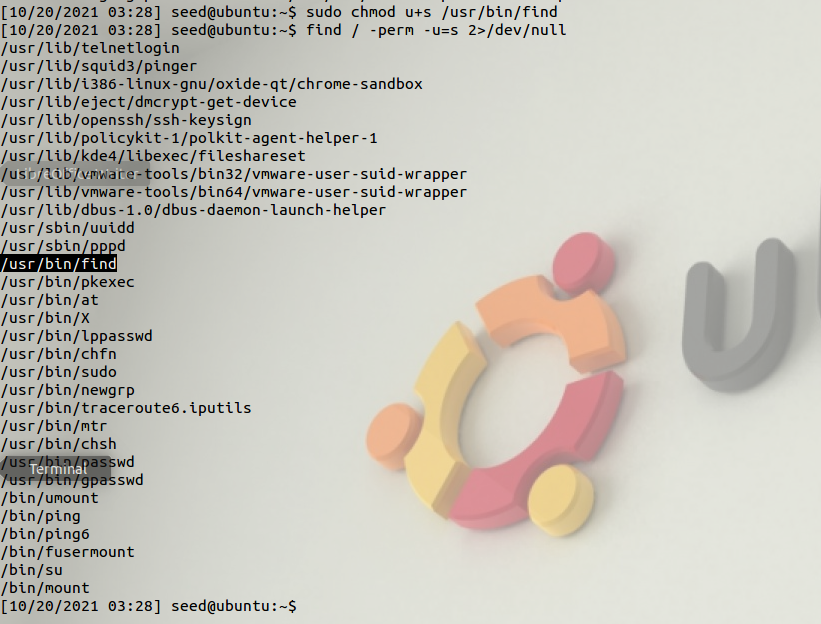 [10/20/2021 03:28] seed@ubuntu:~$ sudo chmod u+s /usr/bin/find
[10/20/2021 03:28] seed@ubuntu:~$ find / -perm -u=s 2>/dev/null
/usr/lib/telnetlogin
/usr/lib/squid3/pinger
/usr/lib/i386-linux-gnu/oxide-qt/chrome-sandbox
/usr/lib/eject/dmcrypt-get-device
/usr/lib/openssh/ssh-keysign
/usr/lib/policykit-1/polkit-agent-helper-1
/usr/lib/kde4/libexec/fileshareset
/usr/lib/vmware-tools/bin32/vmware-user-suid-wrapper
/usr/lib/vmware-tools/bin64/vmware-user-suid-wrapper
/usr/lib/dbus-1.0/dbus-daemon-launch-helper
/usr/sbin/uuidd
/usr/sbin/pppd
/usr/bin/find
/usr/bin/pkexec
/usr/bin/at
/usr/bin/X
/usr/bin/lppasswd
/usr/bin/chfn
/usr/bin/sudo
/usr/bin/newgrp
/usr/bin/traceroute6.iputils
/usr/bin/mtr
/usr/bin/chsh
/usr/bin/passwd
Terminal
/usr/bin/gpasswd
/bin/umount
/bin/ping
/bin/ping6
/bin/fusermount
/bin/su
/bin/mount
[10/20/2021 03:28] seed@ubuntu:~$